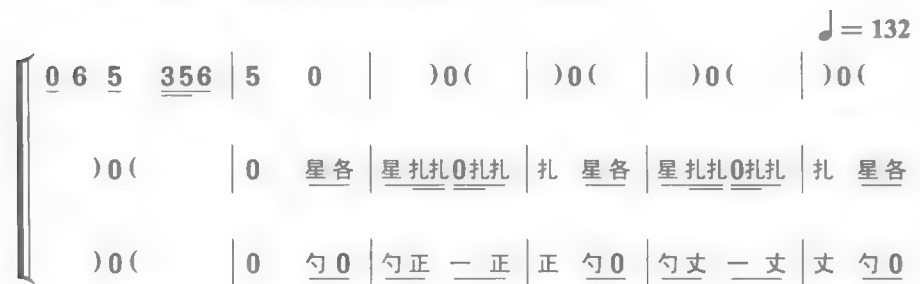 ♩= 132
0 6 5 356 | 5 0 | )0( | )0( | )0( | )0(
)0( | 0 星各 | 星扎扎0扎扎 | 扎 星各 | 星扎扎0扎扎 | 扎 星各
)0( | 0 勺0 | 勺正 一 正 | 正 勺0 | 勺丈 一 丈 | 丈 勺0